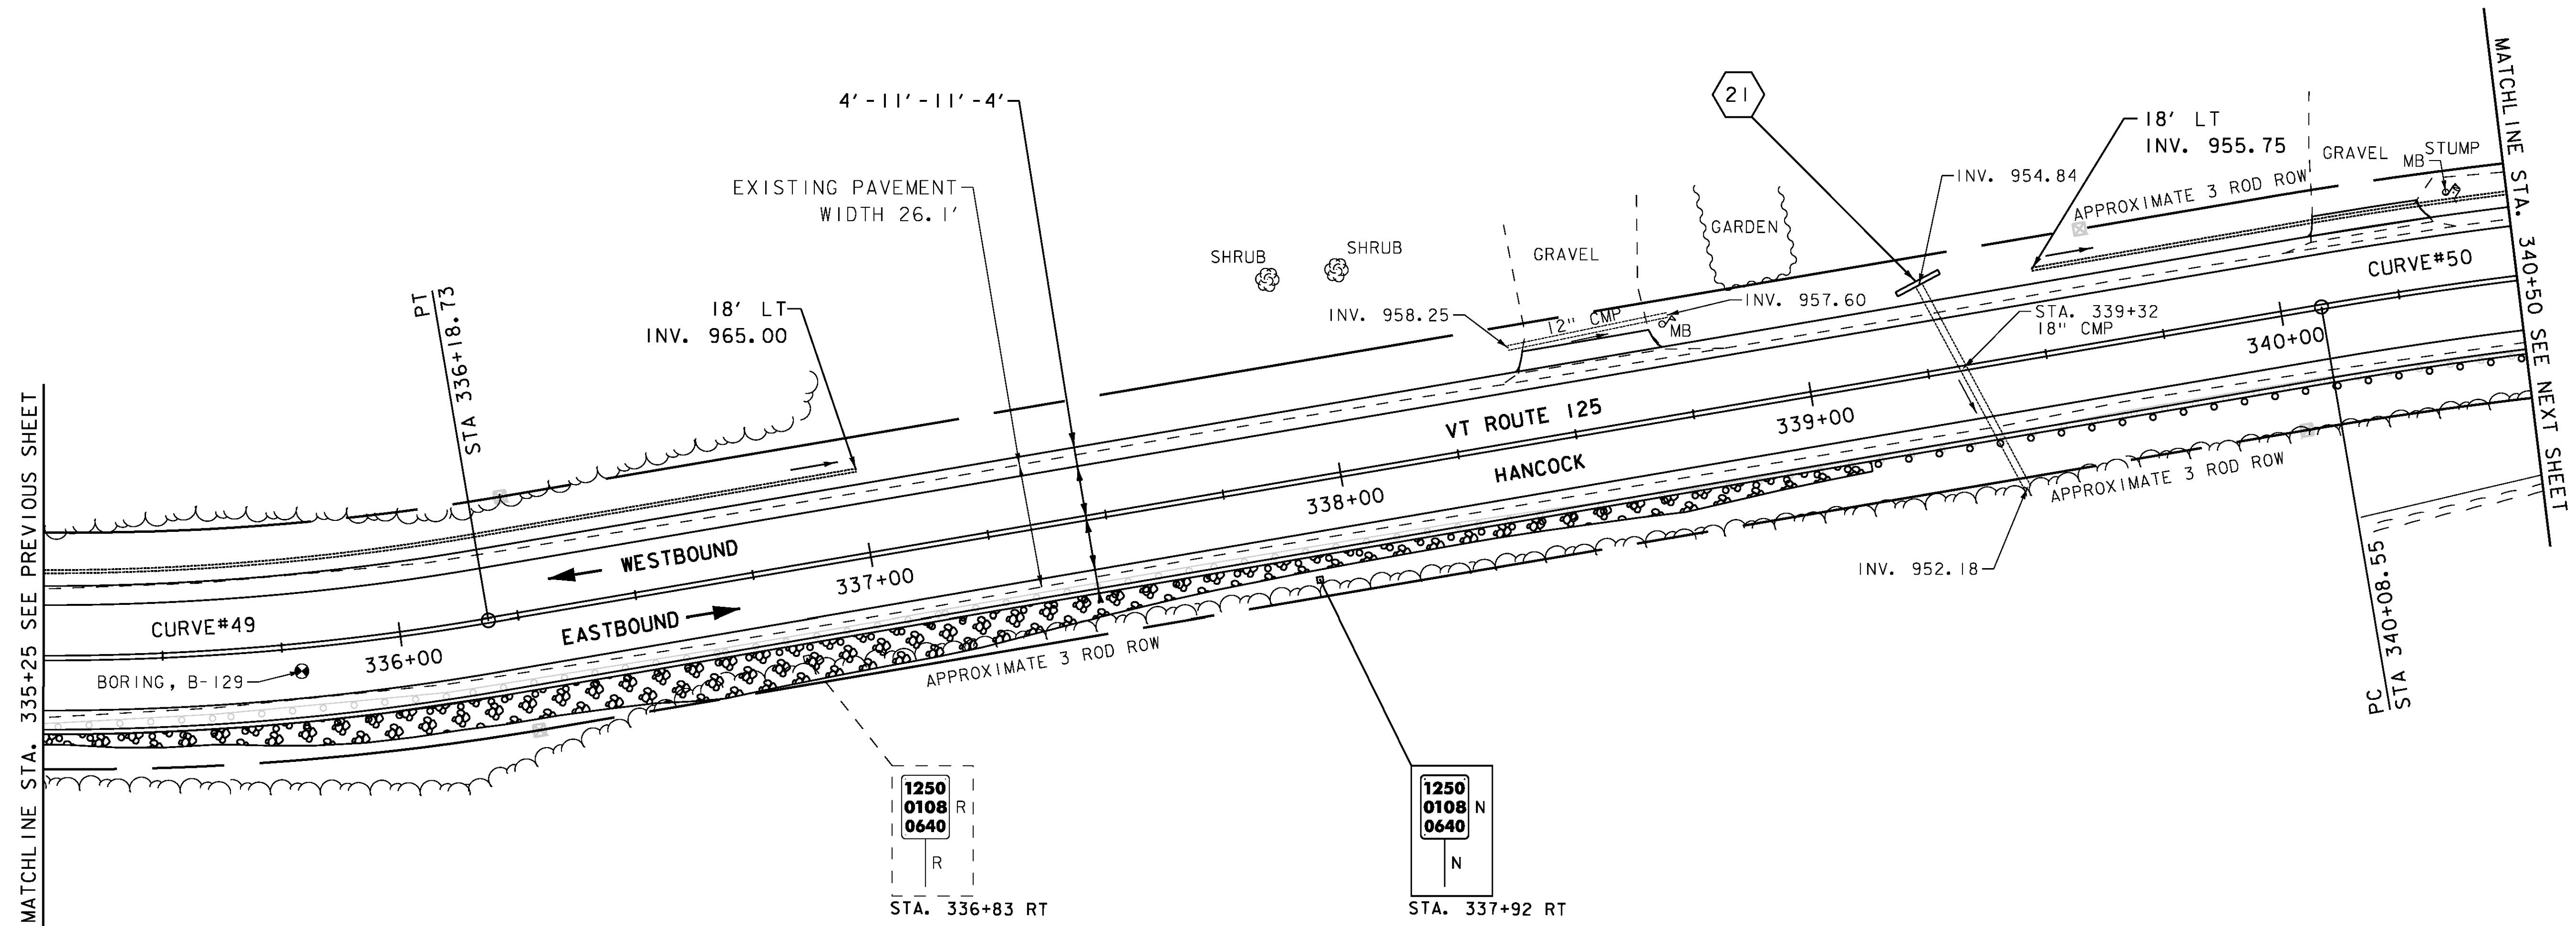 MATCHLINE STA. 335+25 SEE PREVIOUS SHEET
CURVE#49
BORING, B-129
336+00
PT
STA 336+18.73
18' LT
INV. 965.00
WESTBOUND
EASTBOUND
337+00
EXISTING PAVEMENT
WIDTH 26.1'
4'-11'-11'-4'
APPROXIMATE 3 ROD ROW
1250
0108
0640
R
R
STA. 336+83 RT
1250
0108
0640
N
N
STA. 337+92 RT
338+00
SHRUB
SHRUB
GRAVEL
INV. 958.25
12" CMP
INV. 957.60
MB
GARDEN
VT ROUTE 125
HANCOCK
339+00
21
INV. 954.84
STA. 339+32
18" CMP
INV. 952.18
18' LT
INV. 955.75
APPROXIMATE 3 ROD ROW
APPROXIMATE 3 ROD ROW
GRAVEL
MB
STUMP
CURVE#50
340+00
PC
STA 340+08.55
MATCHLINE STA. 340+50 SEE NEXT SHEET